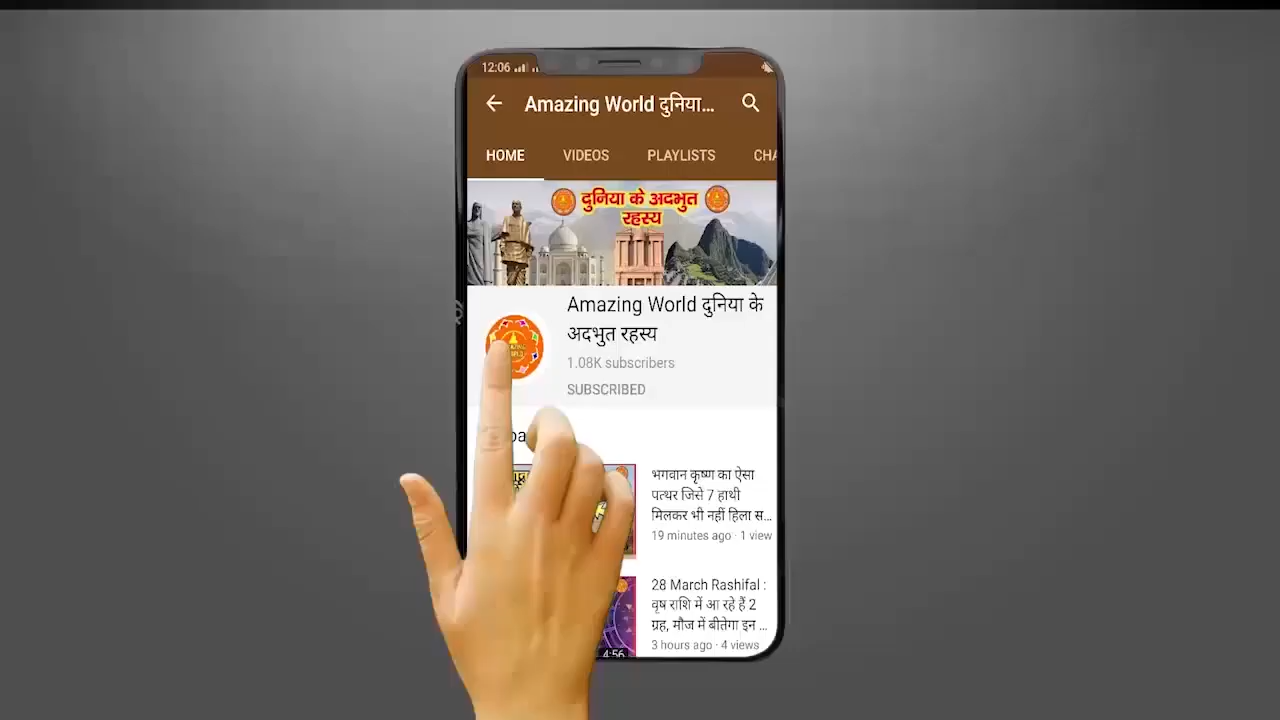 12:06
Amazing World दुनिया...
HOME VIDEOS PLAYLISTS CHA
दुनिया के अदभुत
रहस्य
Amazing World दुनिया के
अदभुत रहस्य
1.08K subscribers
SUBSCRIBED
भगवान कृष्ण का ऐसा
पत्थर जिसे 7 हाथी
मिलकर भी नहीं हिला स...
19 minutes ago · 1 view
28 March Rashifal :
वृष राशि में आ रहे हैं 2
ग्रह, मौज में बीतेगा इन ...
3 hours ago · 4 views
4:56